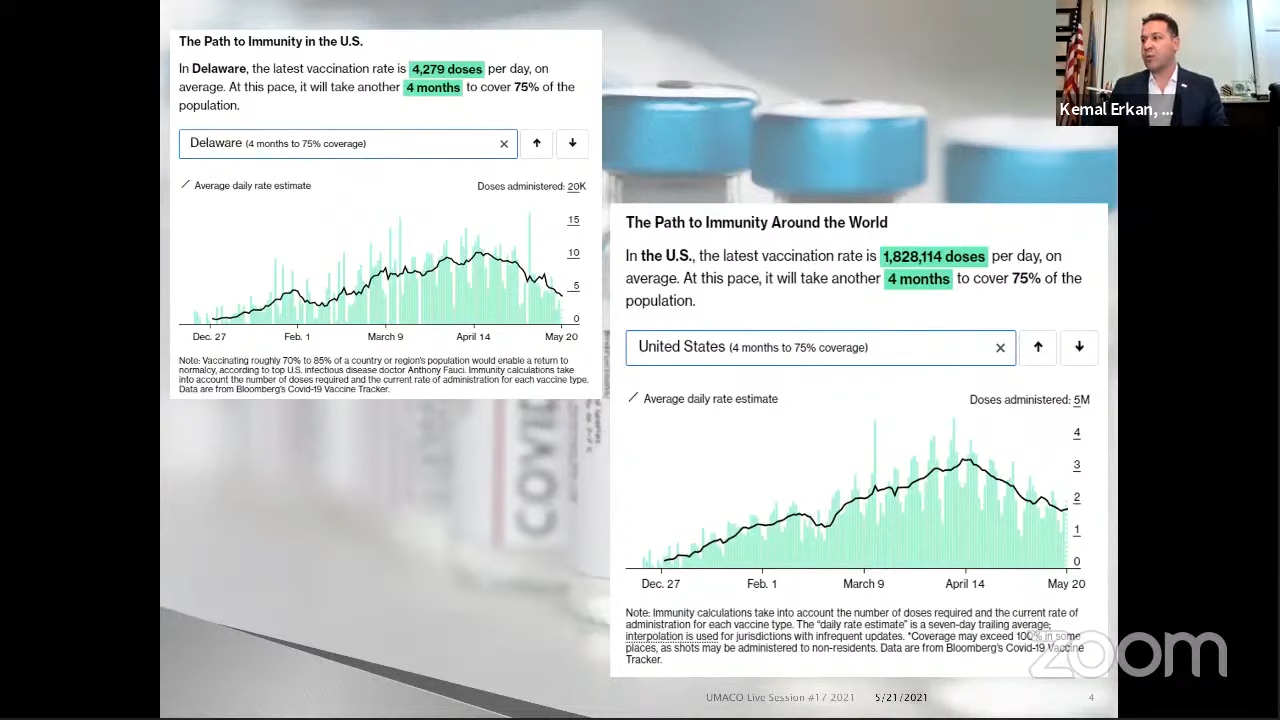 The Path to Immunity in the U.S.
In Delaware, the latest vaccination rate is 4,279 doses per day, on
average. At this pace, it will take another 4 months to cover 75% of the
population.
Delaware (4 months to 75% coverage) × ↑ ↓
Average daily rate estimate Doses administered: 20K
15
10
5
0
Dec. 27 Feb. 1 March 9 April 14 May 20
Note: Vaccinating roughly 70% to 85% of a country or region's population would enable a return to
normalcy, according to top U.S. infectious disease doctor Anthony Fauci. Immunity calculations take
into account the number of doses required and the current rate of administration for each vaccine type.
Data are from Bloomberg's Covid-19 Vaccine Tracker.
Kemal Erkan, ...
The Path to Immunity Around the World
In the U.S., the latest vaccination rate is 1,828,114 doses per day, on
average. At this pace, it will take another 4 months to cover 75% of the
population.
United States (4 months to 75% coverage) × ↑ ↓
Average daily rate estimate Doses administered: 5M
4
3
2
1
0
Dec. 27 Feb. 1 March 9 April 14 May 20
Note: Immunity calculations take into account the number of doses required and the current rate of
administration for each vaccine type. The “daily rate estimate” is a seven-day trailing average;
interpolation is used for jurisdictions with infrequent updates. *Coverage may exceed 100% in some
places, as shots may be administered to non-residents. Data are from Bloomberg's Covid-19 Vaccine
Tracker.
COVID
zoom
UMACO Live Session #17 2021 5/21/2021 4